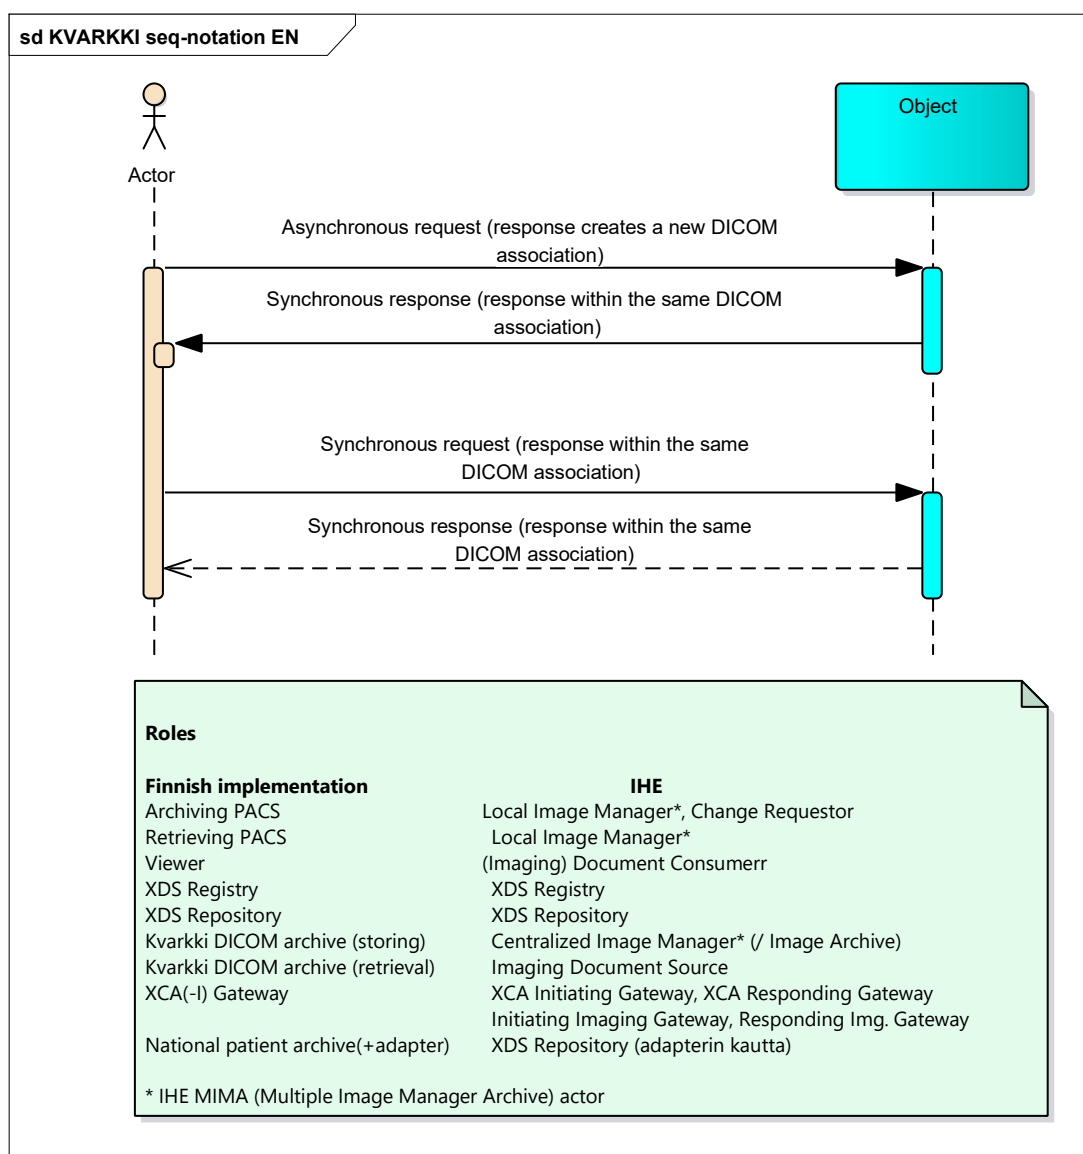 sd KVARKKI seq-notation EN
Actor
Object
Asynchronous request (response creates a new DICOM
association)
Synchronous response (response within the same DICOM
association)
Synchronous request (response within the same
DICOM association)
Synchronous response (response within the same
DICOM association)
Roles
Finnish implementation IHE
Archiving PACS Local Image Manager*, Change Requestor
Retrieving PACS Local Image Manager*
Viewer (Imaging) Document Consumerr
XDS Registry XDS Registry
XDS Repository XDS Repository
Kvarkki DICOM archive (storing) Centralized Image Manager* (/ Image Archive)
Kvarkki DICOM archive (retrieval) Imaging Document Source
XCA(-I) Gateway XCA Initiating Gateway, XCA Responding Gateway
Initiating Imaging Gateway, Responding Img. Gateway
National patient archive(+adapter) XDS Repository (adapterin kautta)
* IHE MIMA (Multiple Image Manager Archive) actor